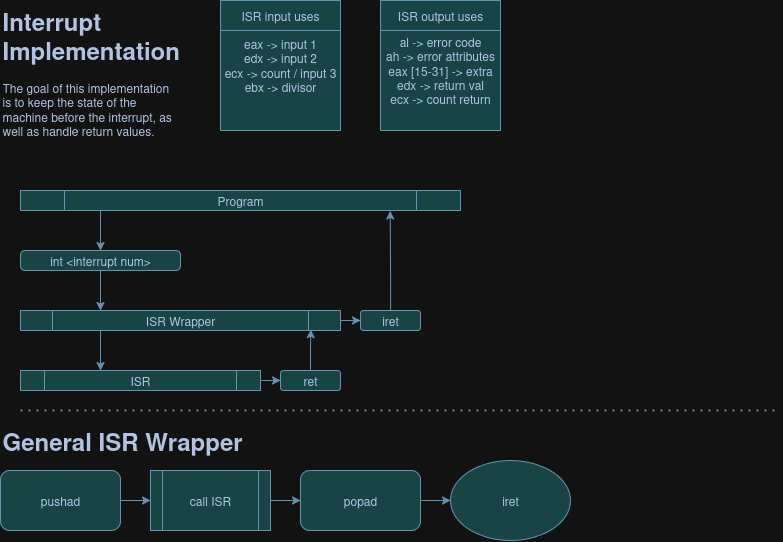 Interrupt
Implementation
The goal of this implementation
is to keep the state of the
machine before the interrupt, as
well as handle return values.
ISR input uses
eax -> input 1
edx -> input 2
ecx -> count / input 3
ebx -> divisor
ISR output uses
al -> error code
ah -> error attributes
eax [15-31] -> extra
edx -> return val
ecx -> count return
Program
int <interrupt num>
ISR Wrapper
iret
ISR
ret
General ISR Wrapper
pushad
call ISR
popad
iret